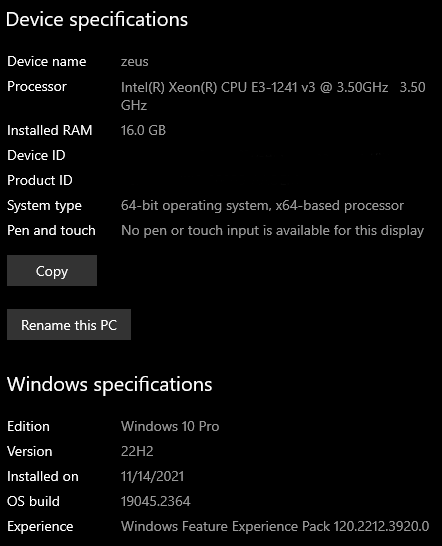 Device specifications
Device name zeus
Processor Intel(R) Xeon(R) CPU E3-1241 v3 @ 3.50GHz 3.50
GHz
Installed RAM 16.0 GB
Device ID
Product ID
System type 64-bit operating system, x64-based processor
Pen and touch No pen or touch input is available for this display
Copy
Rename this PC
Windows specifications
Edition Windows 10 Pro
Version 22H2
Installed on 11/14/2021
OS build 19045.2364
Experience Windows Feature Experience Pack 120.2212.3920.0